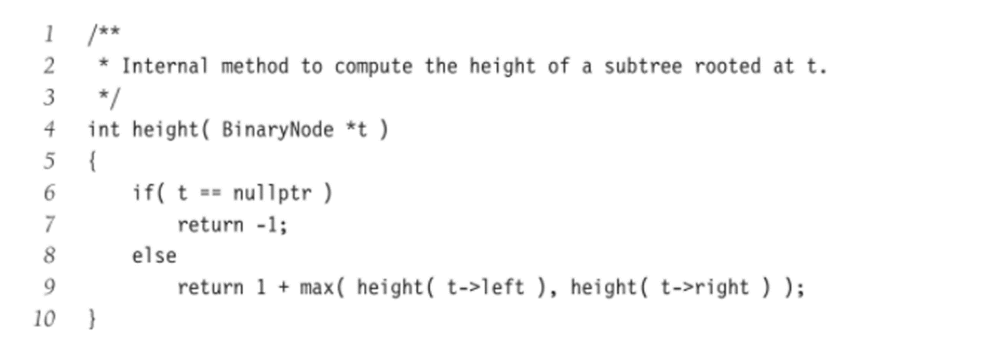 1 /**
2 * Internal method to compute the height of a subtree rooted at t.
3 */
4 int height( BinaryNode *t )
5 {
6 if( t == nullptr )
7 return -1;
8 else
9 return 1 + max( height( t->left ), height( t->right ) );
10 }